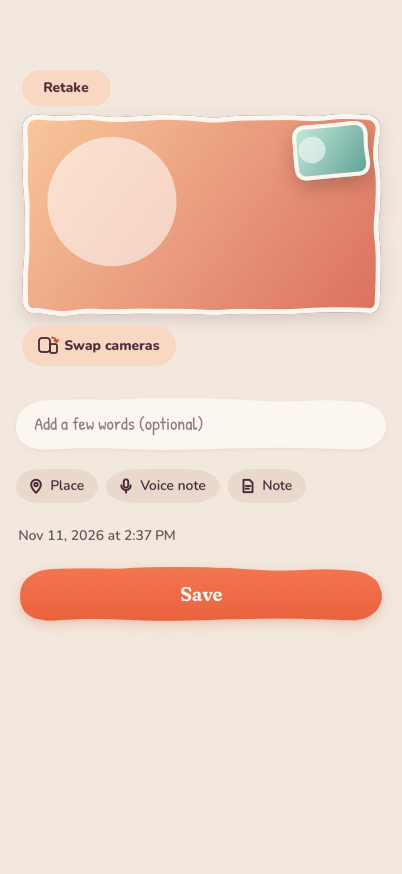 Retake
Swap cameras
Add a few words (optional)
Place
Voice note
Note
Nov 11, 2026 at 2:37 PM
Save